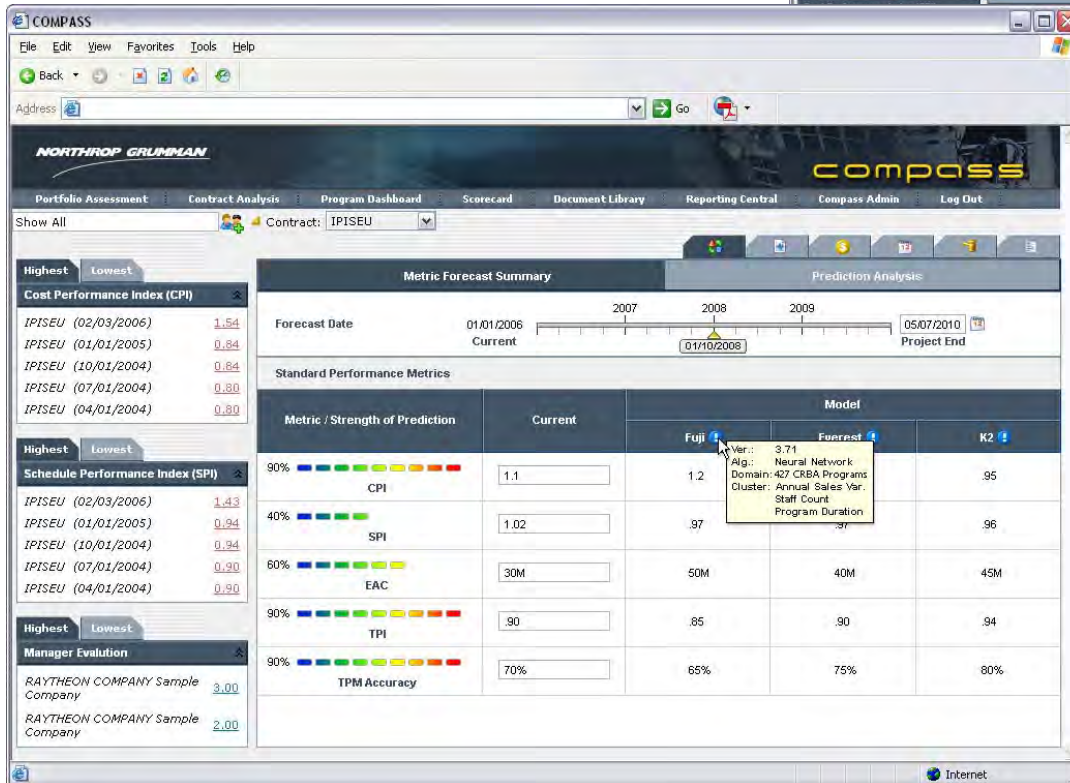 COMPASS
File Edit View Favorites Tools Help
Back
Address Go
NORTHROP GRUMMAN
compass
Portfolio Assessment Contract Analysis Program Dashboard Scorecard Document Library Reporting Central Compass Admin Log Out
Show All Contract: IPISEU
Highest Lowest
Cost Performance Index (CPI)
IPISEU (02/03/2006) 1.54
IPISEU (01/01/2005) 0.84
IPISEU (10/01/2004) 0.84
IPISEU (07/01/2004) 0.80
IPISEU (04/01/2004) 0.80
Highest Lowest
Schedule Performance Index (SPI)
IPISEU (02/03/2006) 1.43
IPISEU (01/01/2005) 0.94
IPISEU (10/01/2004) 0.94
IPISEU (07/01/2004) 0.90
IPISEU (04/01/2004) 0.90
Highest Lowest
Manager Evalution
RAYTHEON COMPANY Sample Company 3.00
RAYTHEON COMPANY Sample Company 2.00
Metric Forecast Summary Prediction Analysis
2007 2008 2009
Forecast Date 01/01/2006 05/07/2010
Current 01/10/2008 Project End
Standard Performance Metrics
Metric / Strength of Prediction Current Model
Fuji Everest K2
Ver.: 3.71
Alg.: Neural Network
Domain: 427 CRBA Programs
Cluster: Annual Sales Var.
Staff Count
Program Duration
90% CPI 1.1 1.2 .95
40% SPI 1.02 .97 .97 .96
60% EAC 30M 50M 40M 45M
90% TPI .90 .85 .90 .94
90% TPM Accuracy 70% 65% 75% 80%
Internet